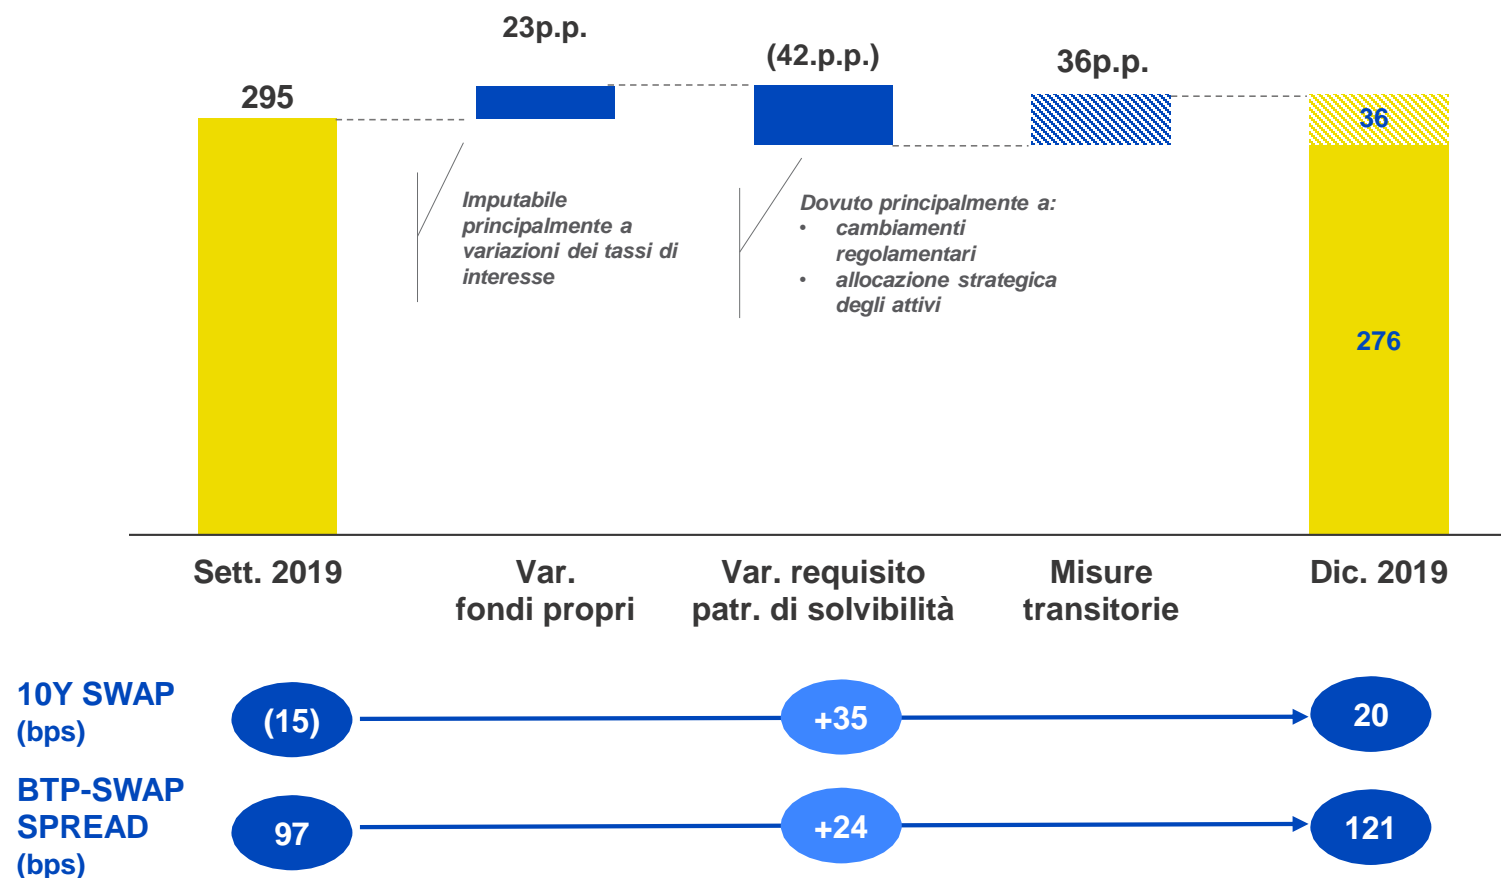 23p.p.
(42.p.p.)
36p.p.
295
36
Imputabile
principalmente a
variazioni dei tassi di
interesse
Dovuto principalmente a:
• cambiamenti
regolamentari
• allocazione strategica
degli attivi
276
Sett. 2019
Var.
fondi propri
Var. requisito
patr. di solvibilità
Misure
transitorie
Dic. 2019
10Y SWAP
(bps)
(15)
+35
20
BTP-SWAP
SPREAD
(bps)
97
+24
121